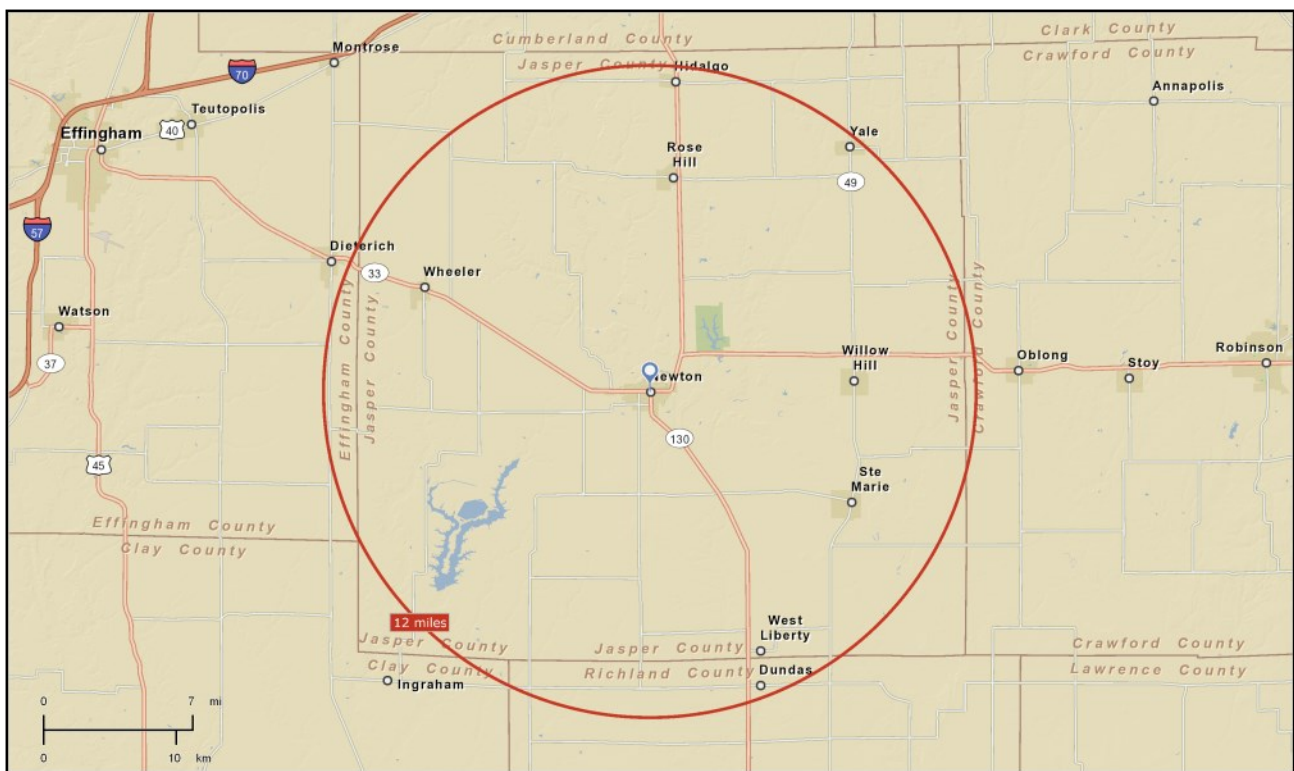 Cumberland County
Clark County
Jasper County
Crawford County
Montrose
70
Hidalgo
Annapolis
Teutopolis
40
Effingham
Yale
Rose
Hill
49
57
Dieterich
33
Wheeler
Effingham County
Jasper County
Jasper County
Crawford County
Watson
37
Willow
Hill
Oblong
Stoy
Robinson
Newton
130
45
Ste
Marie
Effingham County
Clay County
12 miles
West
Liberty
Jasper County
Jasper County
Crawford County
Clay County
Richland County
Dundas
Lawrence County
Ingraham
0 7 mi
0 10 km